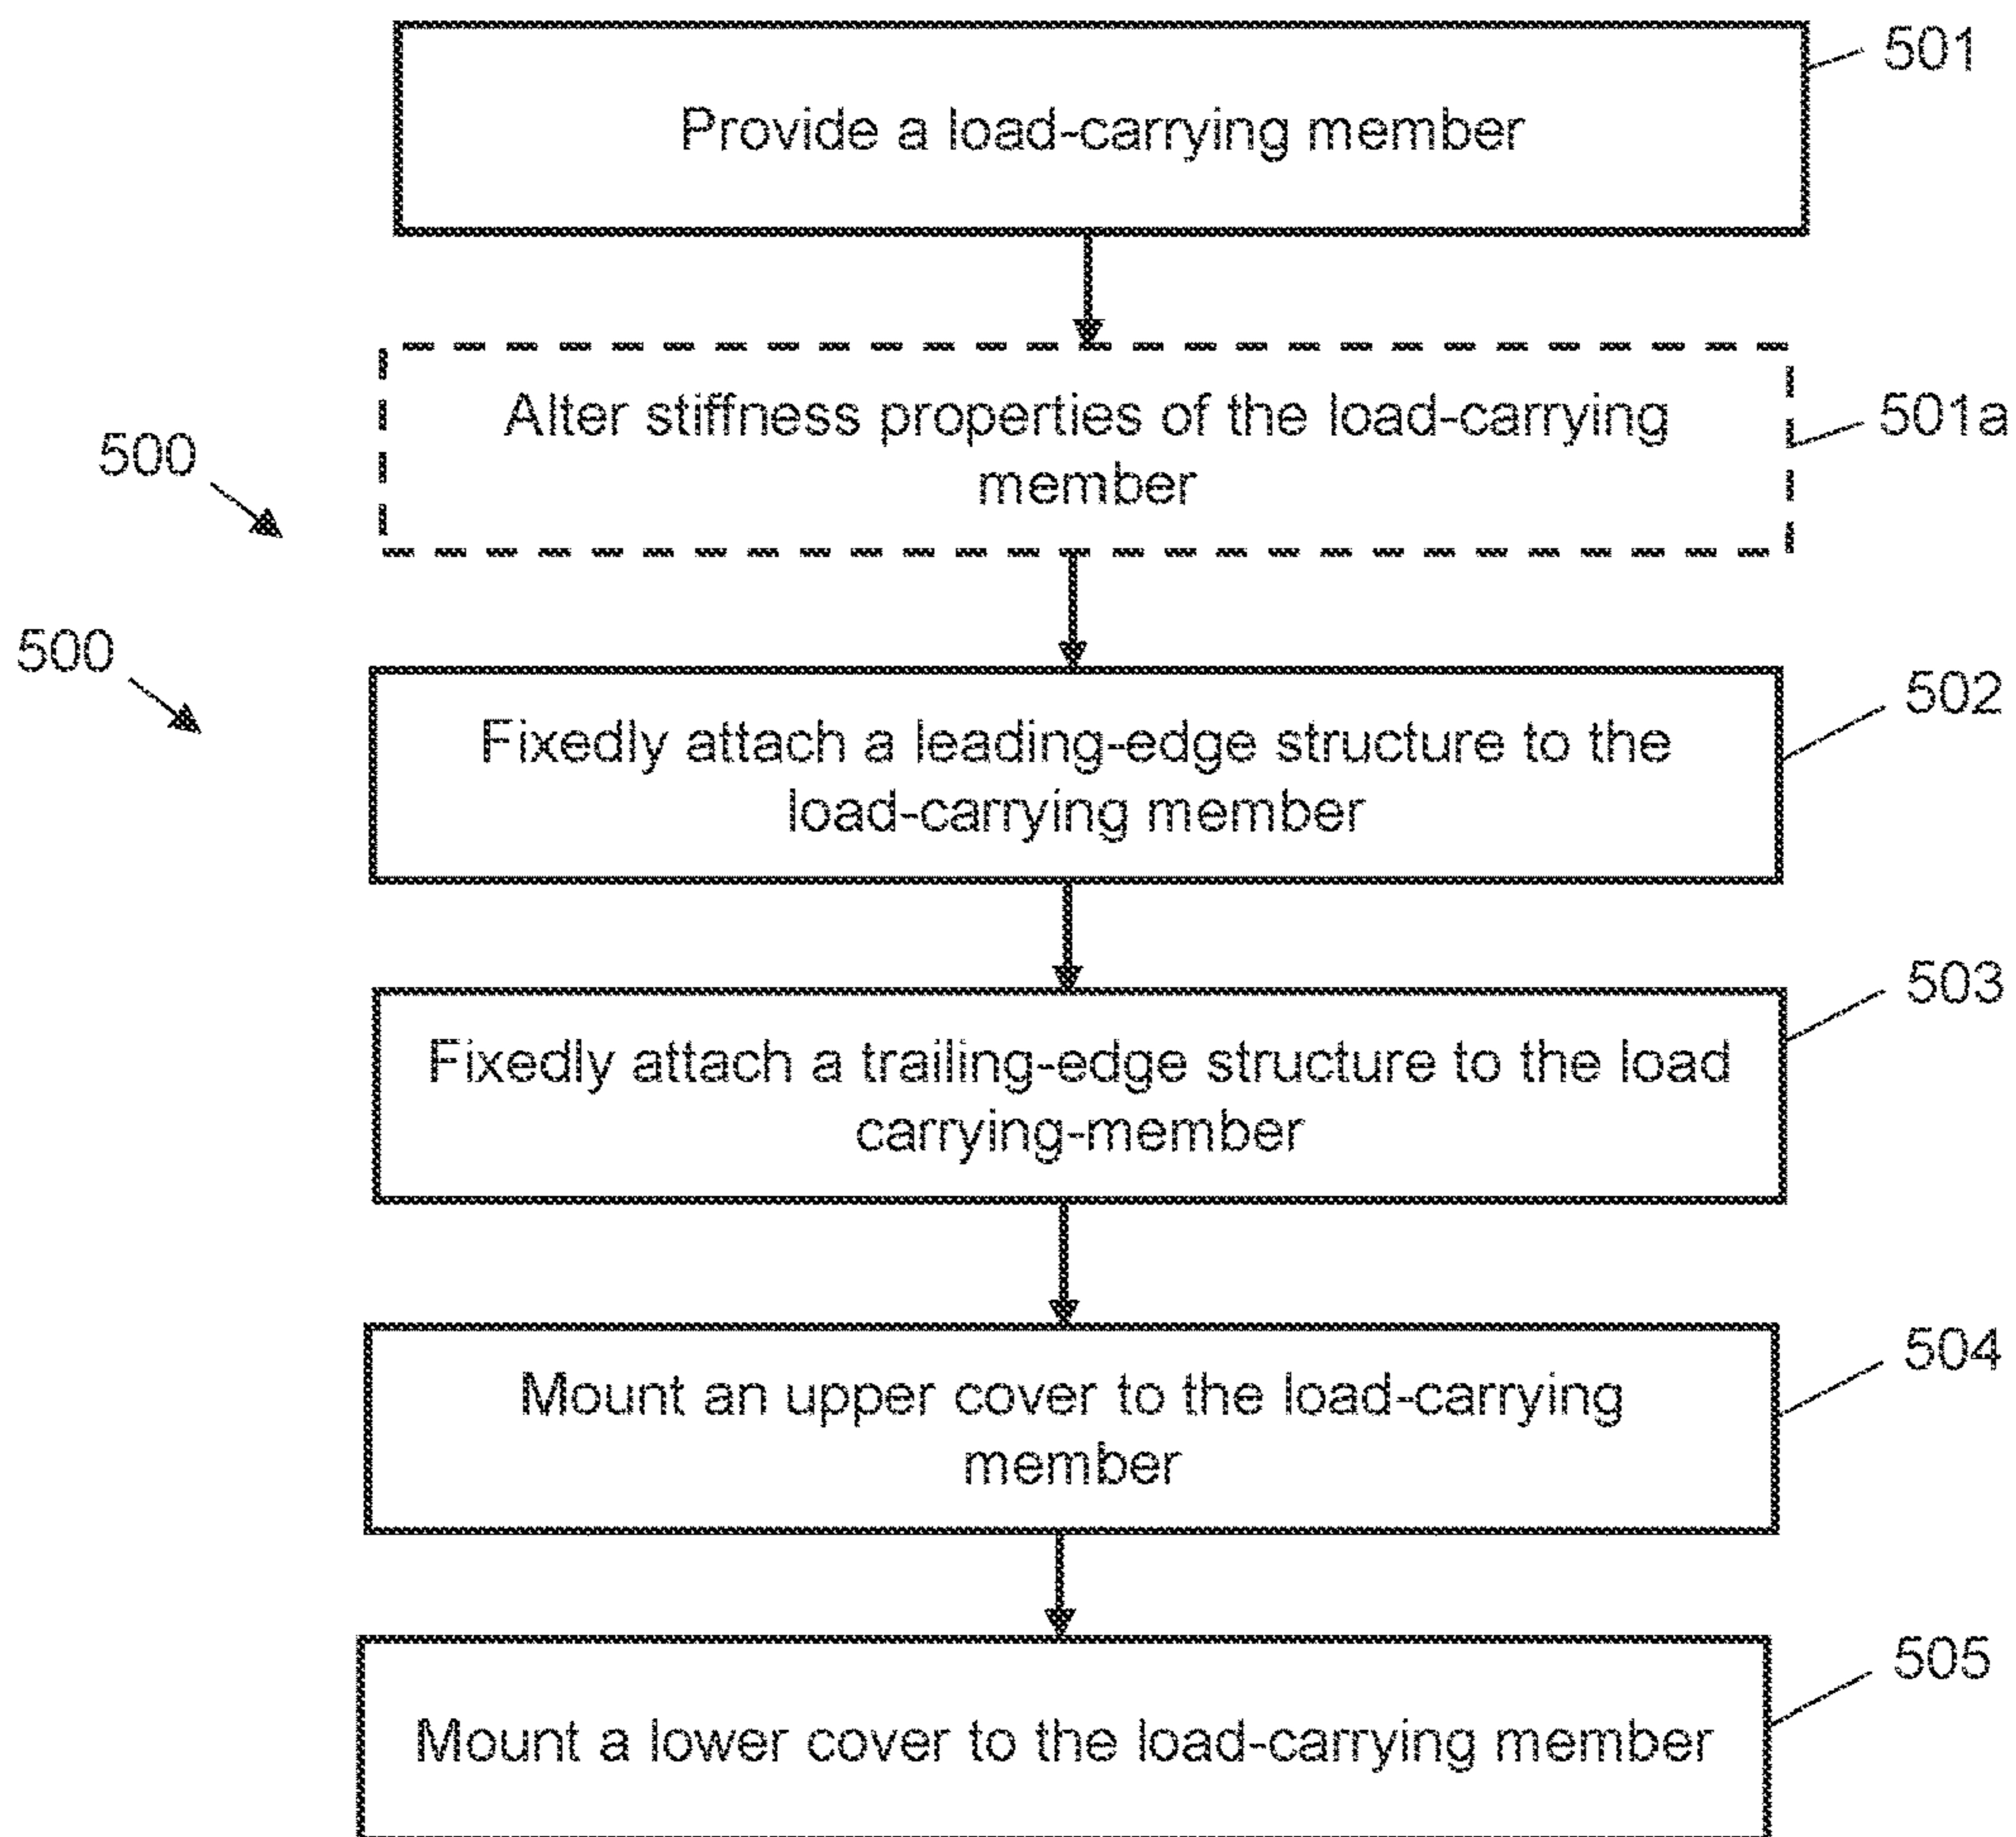 501
Provide a load-carrying member
Alter stiffness properties of the load-carrying
member
501a
500
500
502
Fixedly attach a leading-edge structure to the
load-carrying member
503
Fixedly attach a trailing-edge structure to the load
carrying-member
504
Mount an upper cover to the load-carrying
member
505
Mount a lower cover to the load-carrying member